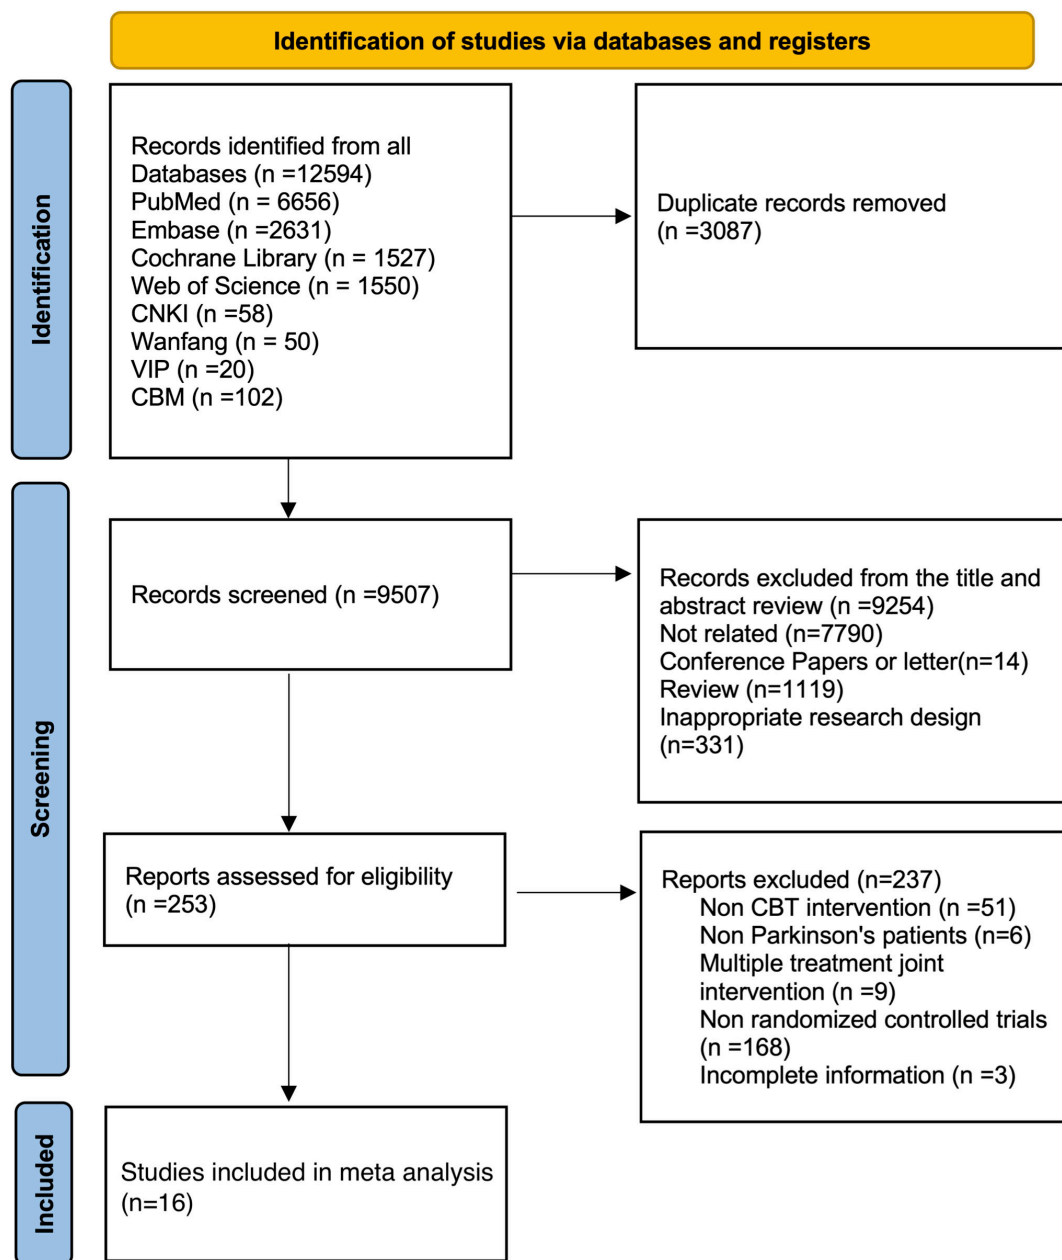 Identification of studies via databases and registers
Identification
Records identified from all
Databases (n =12594)
PubMed (n = 6656)
Embase (n =2631)
Cochrane Library (n = 1527)
Web of Science (n = 1550)
CNKI (n =58)
Wanfang (n = 50)
VIP (n =20)
CBM (n =102)
Duplicate records removed
(n =3087)
Screening
Records screened (n =9507)
Records excluded from the title and
abstract review (n =9254)
Not related (n=7790)
Conference Papers or letter(n=14)
Review (n=1119)
Inappropriate research design
(n=331)
Reports assessed for eligibility
(n =253)
Reports excluded (n=237)
Non CBT intervention (n =51)
Non Parkinson's patients (n=6)
Multiple treatment joint
intervention (n =9)
Non randomized controlled trials
(n =168)
Incomplete information (n =3)
Included
Studies included in meta analysis
(n=16)